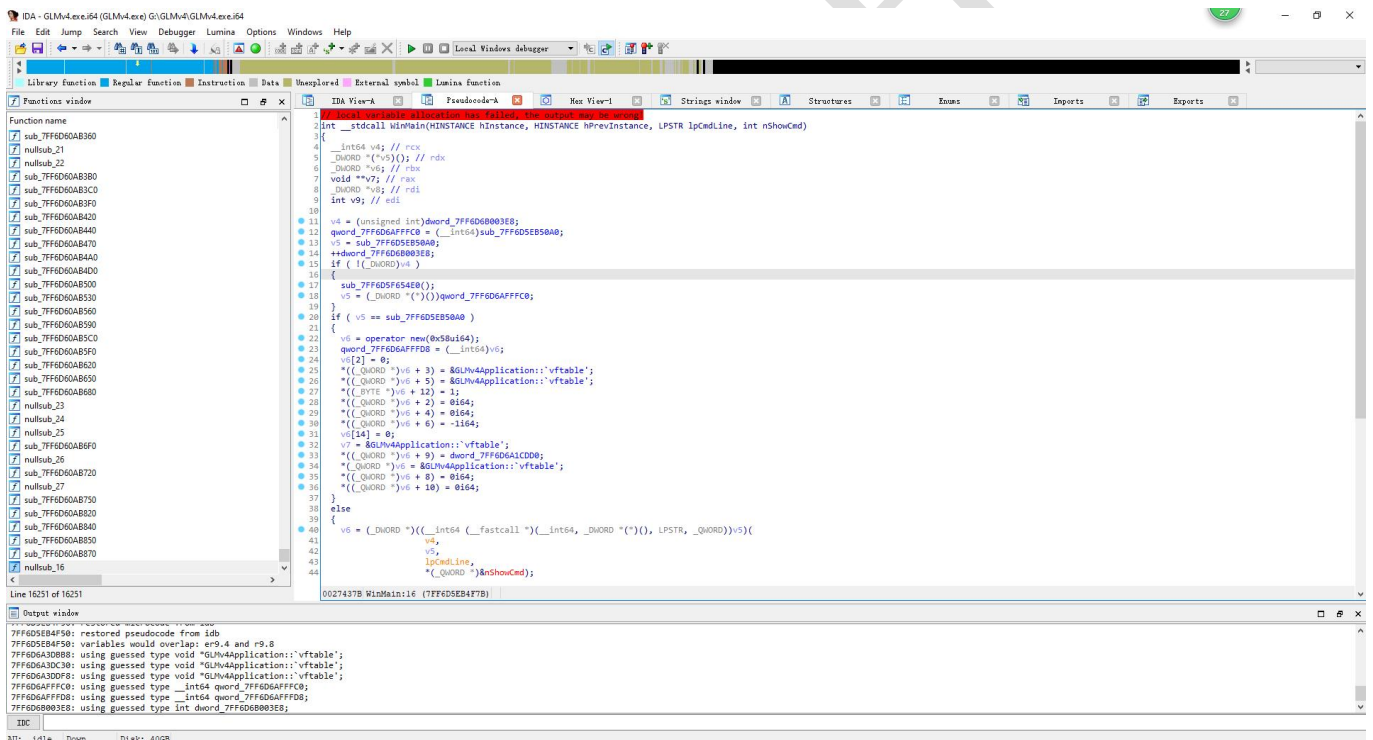 IDA - GLMv4.exe.i64 (GLMv4.exe) G:\GLMv4\GLMv4.exe.i64
27
File Edit Jump Search View Debugger Lumina Options Windows Help
Local Windows debugger
Library function Regular function Instruction Data Unexplored External symbol Lumina function
Functions window
IDA View-A Pseudocode-A Hex View-1 Strings window Structures Enums Imports Exports
Function name
sub_7FF6D60AB360
nullsub_21
nullsub_22
sub_7FF6D60AB3B0
sub_7FF6D60AB3C0
sub_7FF6D60AB3F0
sub_7FF6D60AB420
sub_7FF6D60AB440
sub_7FF6D60AB470
sub_7FF6D60AB4A0
sub_7FF6D60AB4D0
sub_7FF6D60AB500
sub_7FF6D60AB530
sub_7FF6D60AB560
sub_7FF6D60AB590
sub_7FF6D60AB5C0
sub_7FF6D60AB5F0
sub_7FF6D60AB620
sub_7FF6D60AB650
sub_7FF6D60AB680
nullsub_23
nullsub_24
nullsub_25
sub_7FF6D60AB6F0
nullsub_26
sub_7FF6D60AB720
nullsub_27
sub_7FF6D60AB750
sub_7FF6D60AB820
sub_7FF6D60AB840
sub_7FF6D60AB850
sub_7FF6D60AB870
nullsub_16
Line 16251 of 16251
1 // local variable allocation has failed, the output may be wrong!
2 int __stdcall WinMain(HINSTANCE hInstance, HINSTANCE hPrevInstance, LPSTR lpCmdLine, int nShowCmd)
3 {
4 __int64 v4; // rcx
5 _DWORD *(*v5)(); // rdx
6 _DWORD *v6; // rbx
7 void **v7; // rax
8 _DWORD *v8; // rdi
9 int v9; // edi
10
11 v4 = (unsigned int)dword_7FF6D6B003E8;
12 qword_7FF6D6AFFFC0 = (__int64)sub_7FF6D5EB50A0;
13 v5 = sub_7FF6D5EB50A0;
14 ++dword_7FF6D6B003E8;
15 if ( !(_DWORD)v4 )
16 {
17 sub_7FF6D5F654E0();
18 v5 = (_DWORD *(*)())qword_7FF6D6AFFFC0;
19 }
20 if ( v5 == sub_7FF6D5EB50A0 )
21 {
22 v6 = operator new(0x58ui64);
23 qword_7FF6D6AFFFD8 = (__int64)v6;
24 v6[2] = 0;
25 *((_QWORD *)v6 + 3) = &GLMv4Application::`vftable';
26 *((_QWORD *)v6 + 5) = &GLMv4Application::`vftable';
27 *((_BYTE *)v6 + 12) = 1;
28 *((_QWORD *)v6 + 2) = 0i64;
29 *((_QWORD *)v6 + 4) = 0i64;
30 *((_QWORD *)v6 + 6) = -1i64;
31 v6[14] = 0;
32 v7 = &GLMv4Application::`vftable';
33 *((_QWORD *)v6 + 9) = dword_7FF6D6A1CDD0;
34 *(_QWORD *)v6 = &GLMv4Application::`vftable';
35 *((_QWORD *)v6 + 8) = 0i64;
36 *((_QWORD *)v6 + 10) = 0i64;
37 }
38 else
39 {
40 v6 = (_DWORD *)((__int64 (__fastcall *)(__int64, _DWORD *(*)(), LPSTR, _QWORD))v5)(
41 v4,
42 v5,
43 lpCmdLine,
44 *(_QWORD *)&nShowCmd);
0027437B WinMain:16 (7FF6D5EB4F7B)
Output window
7FF6D5EB4F50: restored microcode from idb
7FF6D5EB4F50: restored pseudocode from idb
7FF6D5EB4F50: variables would overlap: er9.4 and r9.8
7FF6D6A3DBB8: using guessed type void *GLMv4Application::`vftable';
7FF6D6A3DC30: using guessed type void *GLMv4Application::`vftable';
7FF6D6A3DDF8: using guessed type void *GLMv4Application::`vftable';
7FF6D6AFFFC0: using guessed type __int64 qword_7FF6D6AFFFC0;
7FF6D6AFFFD8: using guessed type __int64 qword_7FF6D6AFFFD8;
7FF6D6B003E8: using guessed type int dword_7FF6D6B003E8;
IDC
AU: idle Down Disk: 40GB